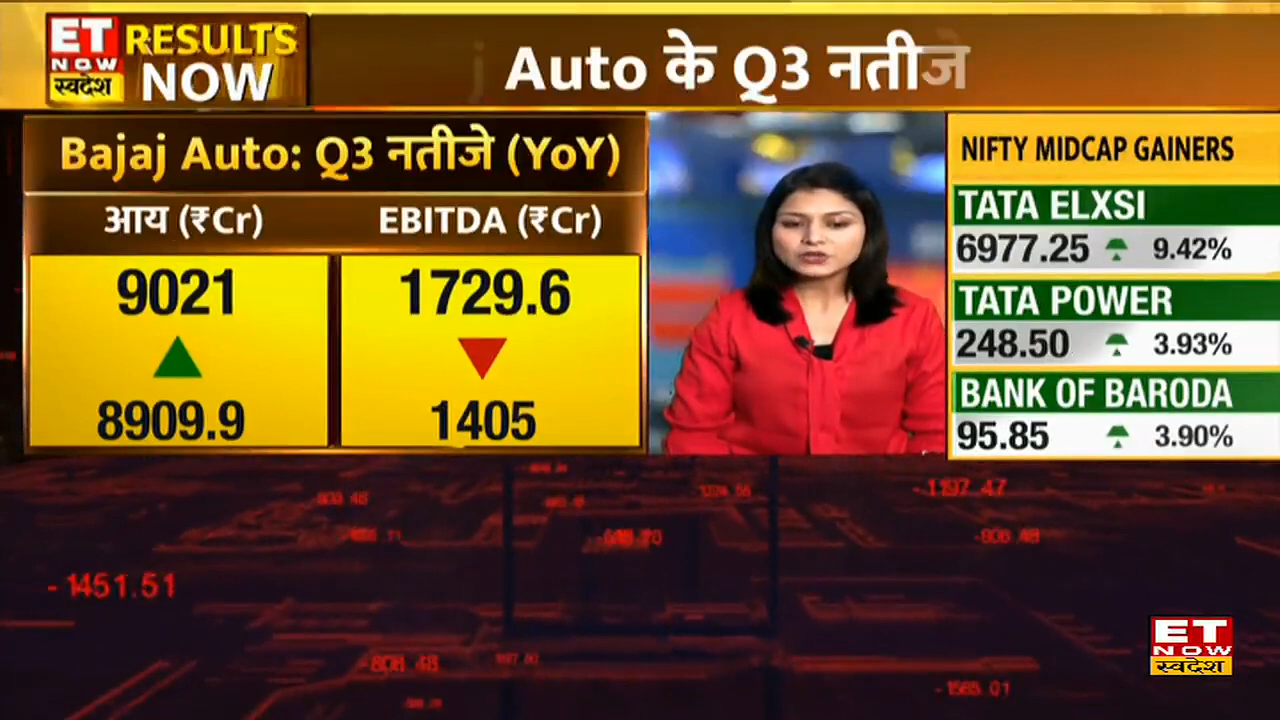 ET
NOW
स्वदेश
RESULTS
NOW
Auto के Q3 नतीजे
Bajaj Auto: Q3 नतीजे (YoY)
आय (₹Cr)
EBITDA (₹Cr)
9021
1729.6
8909.9
1405
NIFTY MIDCAP GAINERS
TATA ELXSI
6977.25 9.42%
TATA POWER
248.50 3.93%
BANK OF BARODA
95.85 3.90%
-1197.47
-1451.51
-808.48
ET
NOW
स्वदेश